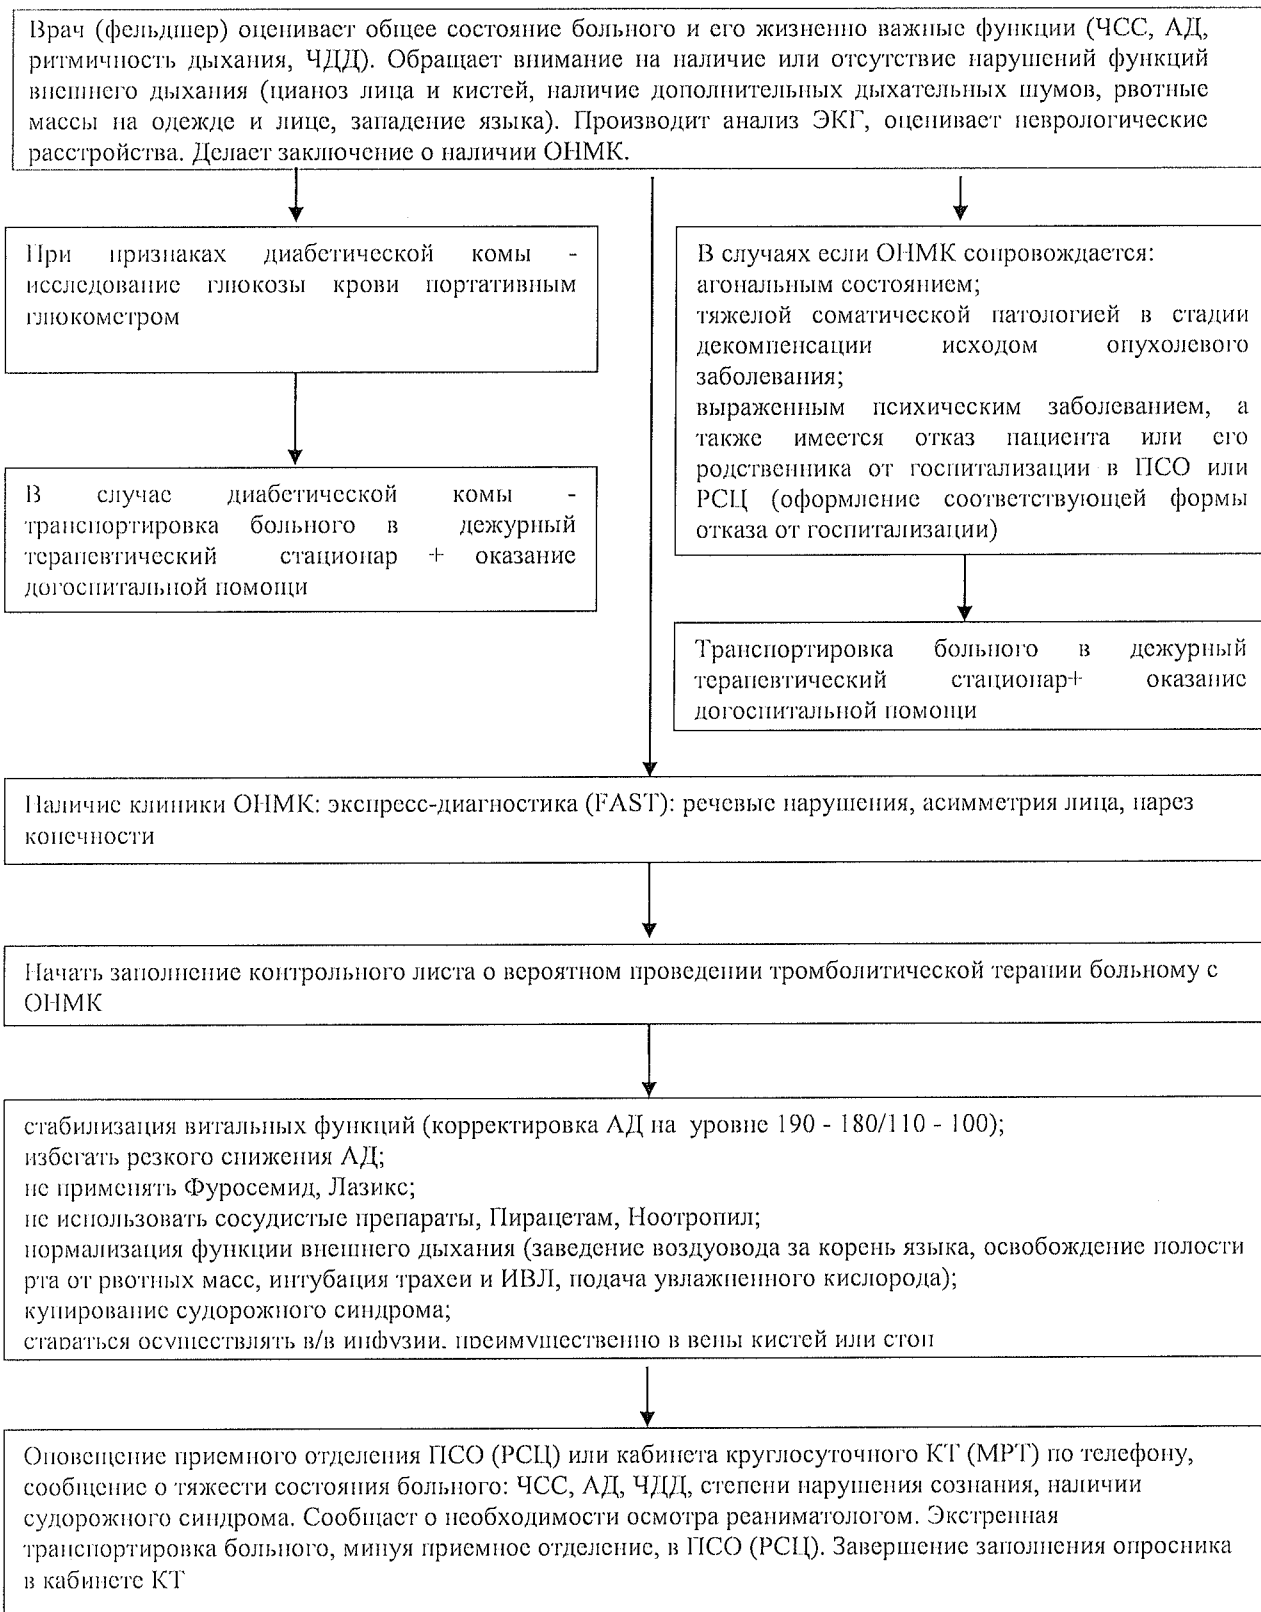 Врач (фельдшер) оценивает общее состояние больного и его жизненно важные функции (ЧСС, АД,
ритмичность дыхания, ЧДД). Обращает внимание на наличие или отсутствие нарушений функций
внешнего дыхания (цианоз лица и кистей, наличие дополнительных дыхательных шумов, рвотные
массы на одежде и лице, западение языка). Производит анализ ЭКГ, оценивает неврологические
расстройства. Делает заключение о наличии ОНМК.
При признаках диабетической комы -
исследование глюкозы крови портативным
глюкометром
В случае диабетической комы -
транспортировка больного в дежурный
терапевтический стационар + оказание
догоспитальной помощи
В случаях если ОНМК сопровождается:
агональным состоянием;
тяжелой соматической патологией в стадии
декомпенсации исходом опухолевого
заболевания;
выраженным психическим заболеванием, а
также имеется отказ пациента или его
родственника от госпитализации в ПСО или
РСЦ (оформление соответствующей формы
отказа от госпитализации)
Транспортировка больного в дежурный
терапевтический стационар+ оказание
догоспитальной помощи
Наличие клиники ОНМК: экспресс-диагностика (FAST): речевые нарушения, асимметрия лица, парез
конечности
Начать заполнение контрольного листа о вероятном проведении тромболитической терапии больному с
ОНМК
стабилизация витальных функций (корректировка АД на уровне 190 - 180/110 - 100);
избегать резкого снижения АД;
не применять Фуросемид, Лазикс;
не использовать сосудистые препараты, Пирацетам, Ноотропил;
нормализация функции внешнего дыхания (заведение воздуовода за корень языка, освобождение полости
рта от рвотных масс, интубация трахеи и ИВЛ, подача увлажненного кислорода);
купирование судорожного синдрома;
стараться осуществлять в/в инфузии, преимущественно в вены кистей или стоп
Оповещение приемного отделения ПСО (РСЦ) или кабинета круглосуточного КТ (МРТ) по телефону,
сообщение о тяжести состояния больного: ЧСС, АД, ЧДД, степени нарушения сознания, наличии
судорожного синдрома. Сообщает о необходимости осмотра реаниматологом. Экстренная
транспортировка больного, минуя приемное отделение, в ПСО (РСЦ). Завершение заполнения опросника
в кабинете КТ